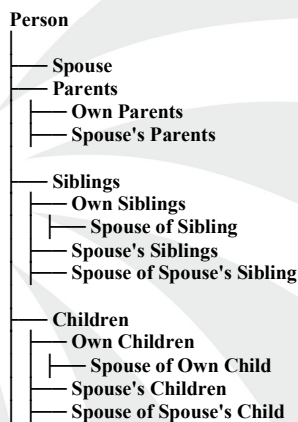 Person
Spouse
Parents
Own Parents
Spouse's Parents
Siblings
Own Siblings
Spouse of Sibling
Spouse's Siblings
Spouse of Spouse's Sibling
Children
Own Children
Spouse of Own Child
Spouse's Children
Spouse of Spouse's Child